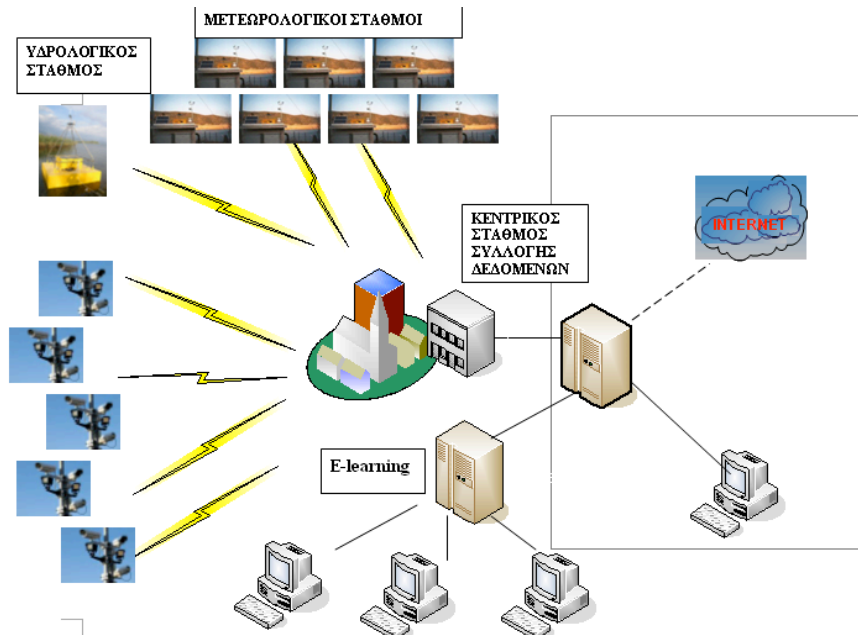 ΜΕΤΕΩΡΟΛΟΓΙΚΟΙ ΣΤΑΘΜΟΙ
ΥΔΡΟΛΟΓΙΚΟΣ
ΣΤΑΘΜΟΣ
ΚΕΝΤΡΙΚΟΣ
ΣΤΑΘΜΟΣ
ΣΥΛΛΟΓΗΣ
ΔΕΔΟΜΕΝΩΝ
INTERNET
E-learning